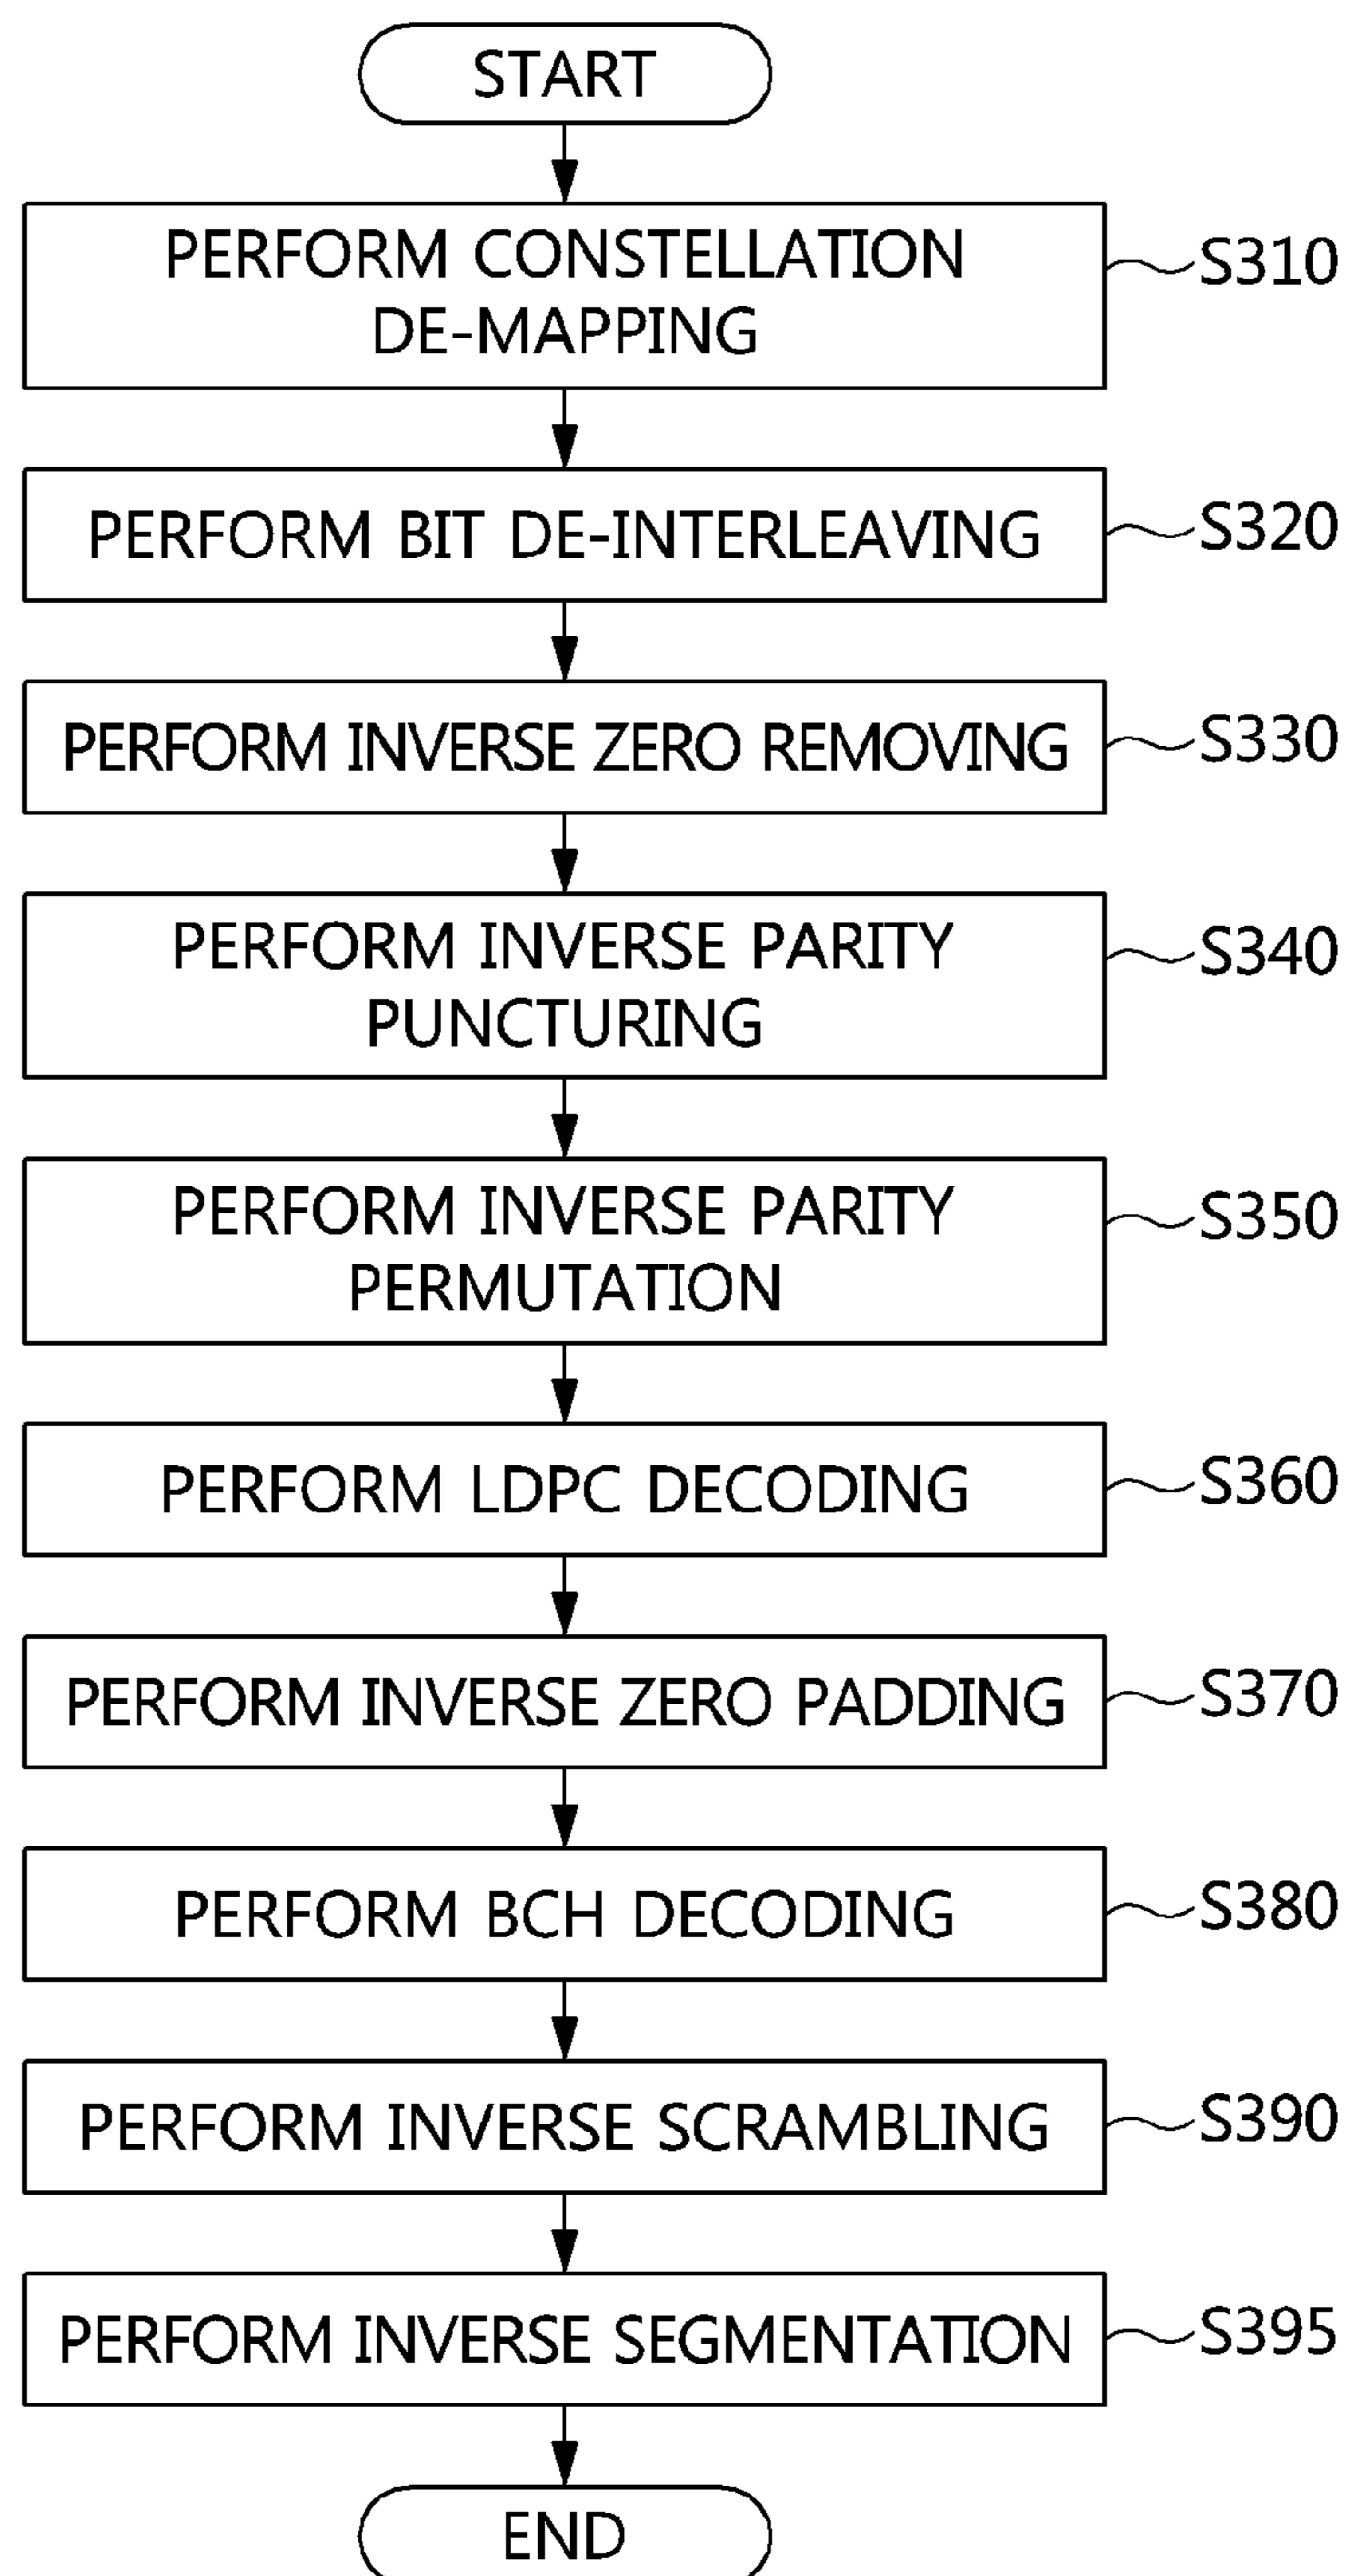 START
PERFORM CONSTELLATION
DE-MAPPING
S310
PERFORM BIT DE-INTERLEAVING
S320
PERFORM INVERSE ZERO REMOVING
S330
PERFORM INVERSE PARITY
PUNCTURING
S340
PERFORM INVERSE PARITY
PERMUTATION
S350
PERFORM LDPC DECODING
S360
PERFORM INVERSE ZERO PADDING
S370
PERFORM BCH DECODING
S380
PERFORM INVERSE SCRAMBLING
S390
PERFORM INVERSE SEGMENTATION
S395
END